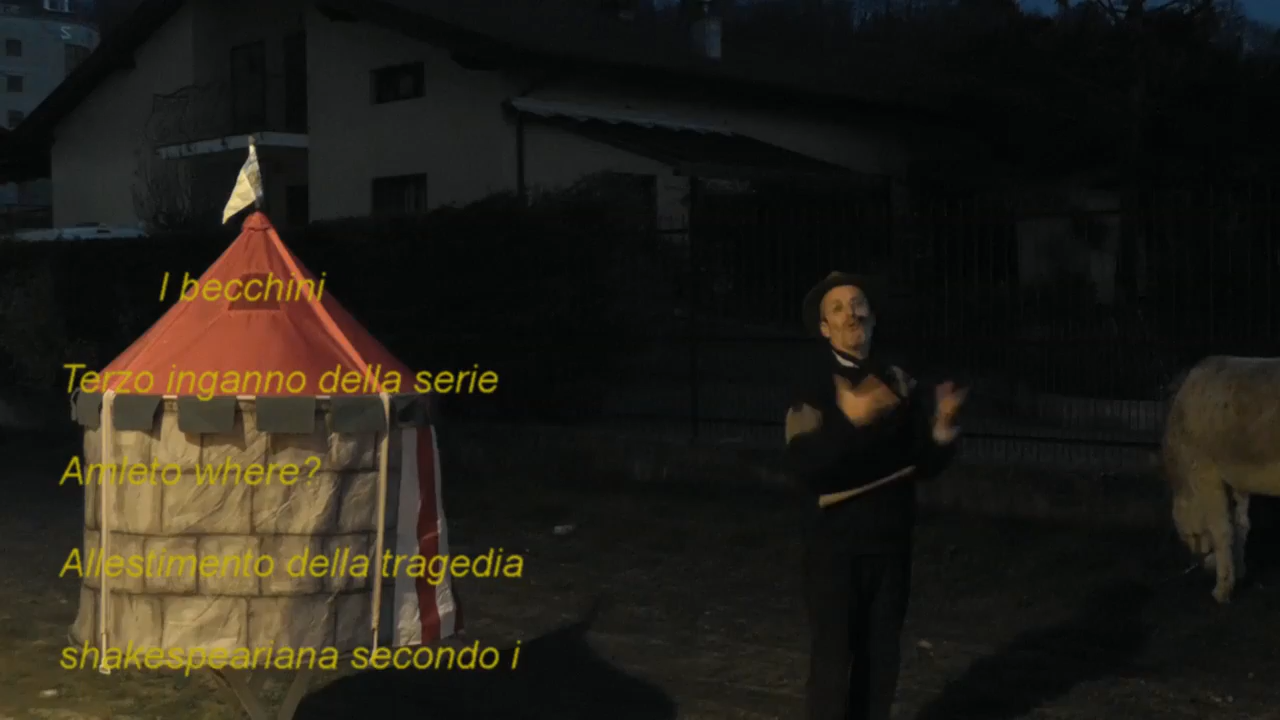 I becchini
Terzo inganno della serie
Amleto where?
Allestimento della tragedia
shakespeariana secondo i